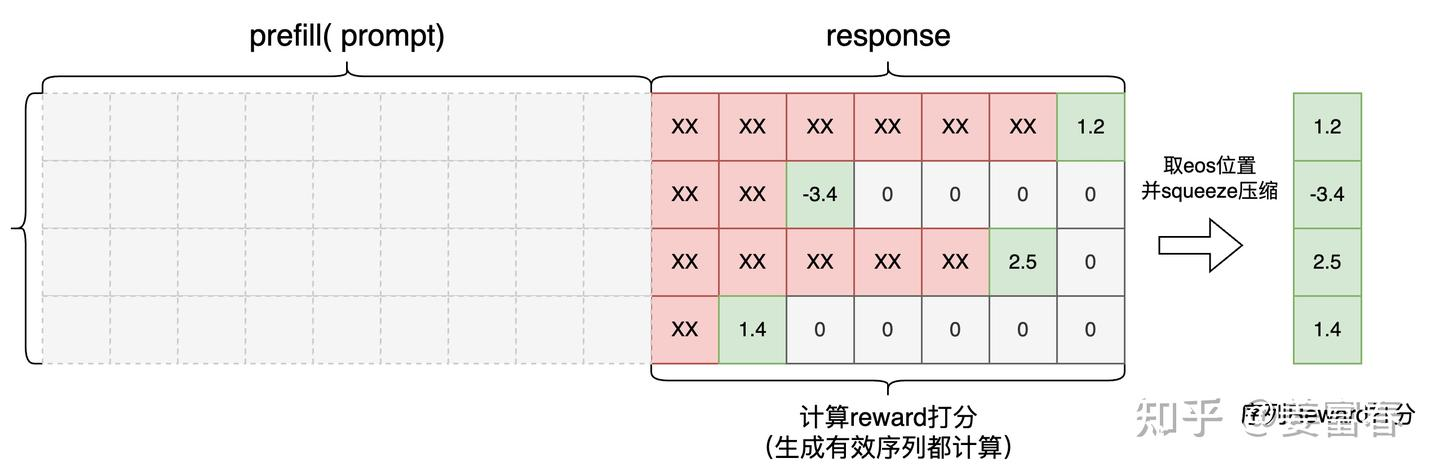 prefill( prompt)
response
XX XX XX XX XX XX 1.2
XX XX -3.4 0 0 0 0
XX XX XX XX XX 2.5 0
XX 1.4 0 0 0 0 0
取eos位置
并squeeze压缩
1.2
-3.4
2.5
1.4
计算reward打分
(生成有效序列都计算)
序列reward打分
知乎 @姜富春